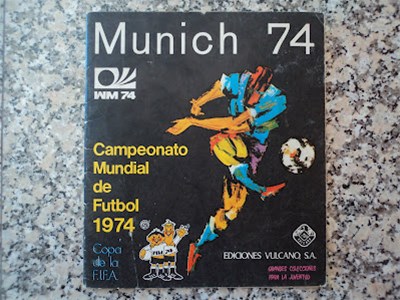 Munich 74
WM 74
Campeonato
Mundial
de
Futbol
1974
Copa
de la
F.I.F.A.
EDICIONES VULCANO, S.A.
GRANDES COLECCIONES
PARA LA JUVENTUD